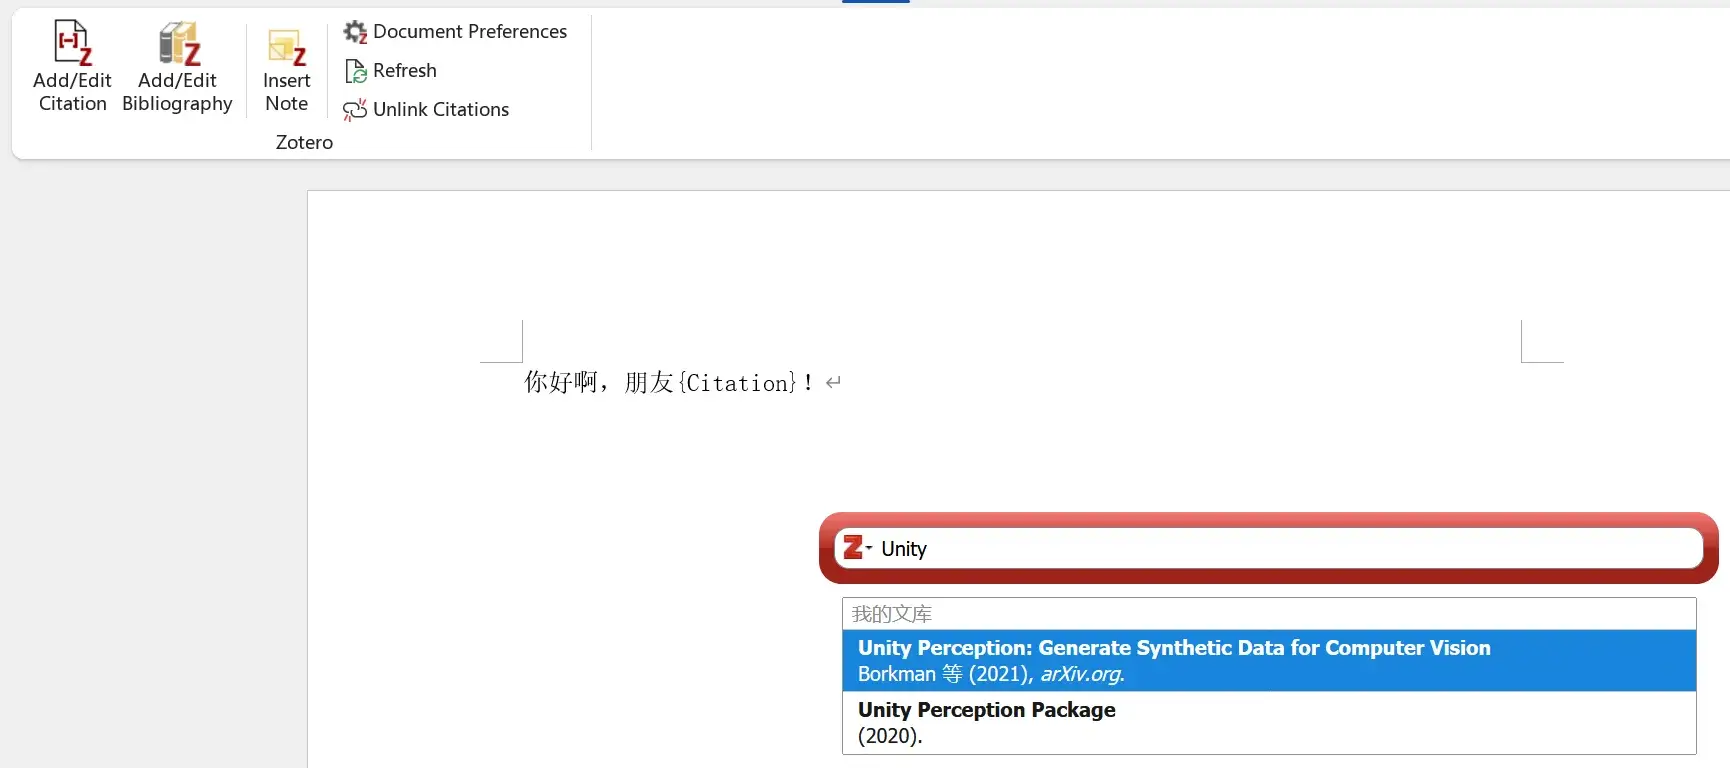 Add/Edit Citation
Add/Edit Bibliography
Insert Note
Document Preferences
Refresh
Unlink Citations
Zotero
你好啊，朋友{Citation}！↵
Z Unity
我的文库
Unity Perception: Generate Synthetic Data for Computer Vision
Borkman 等 (2021), arXiv.org.
Unity Perception Package
(2020).